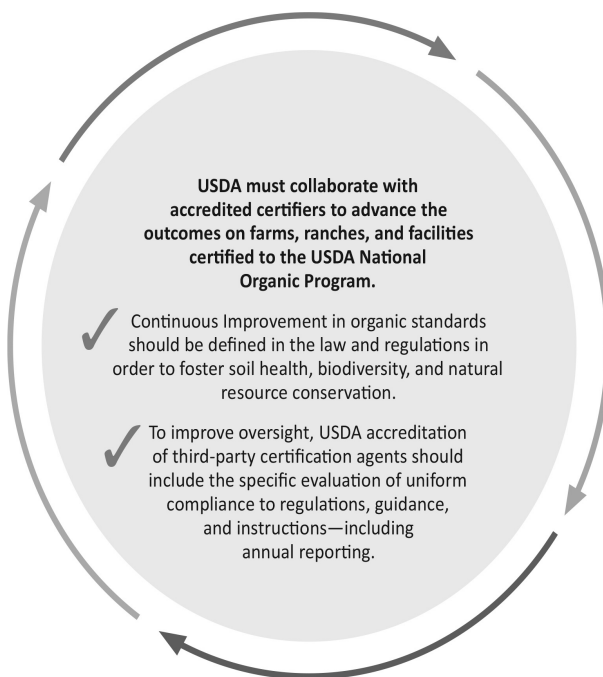 USDA must collaborate with
accredited certifiers to advance the
outcomes on farms, ranches, and facilities
certified to the USDA National
Organic Program.
✓ Continuous Improvement in organic standards
should be defined in the law and regulations in
order to foster soil health, biodiversity, and natural
resource conservation.
✓ To improve oversight, USDA accreditation
of third-party certification agents should
include the specific evaluation of uniform
compliance to regulations, guidance,
and instructions—including
annual reporting.